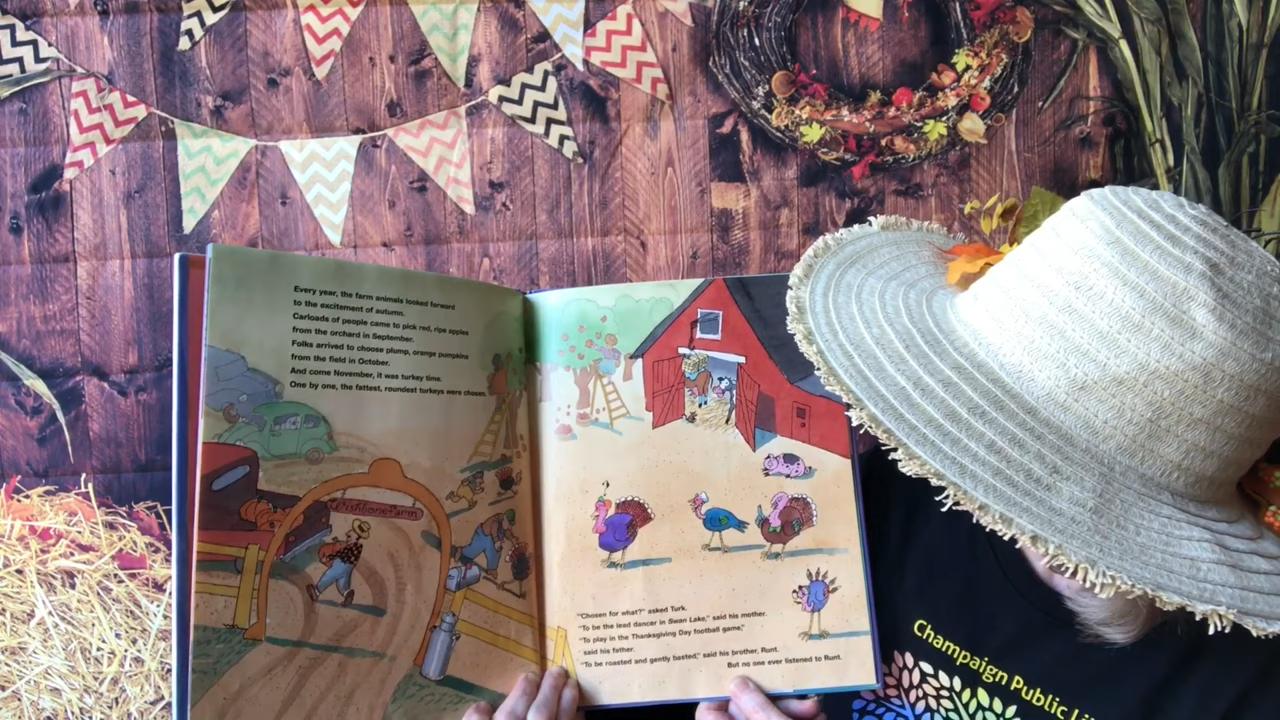 Every year, the farm animals looked forward
to the excitement of autumn.
Carloads of people came to pick red, ripe apples
from the orchard in September.
Folks arrived to choose plump, orange pumpkins
from the field in October.
And come November, it was turkey time.
One by one, the fattest, roundest turkeys were chosen.
Wishbone Farm
"Chosen for what?" asked Turk.
"To be the lead dancer in Swan Lake," said his mother.
"To play in the Thanksgiving Day football game,"
said his father.
"To be roasted and gently basted," said his brother, Runt.
But no one ever listened to Runt.
Champaign Public Li